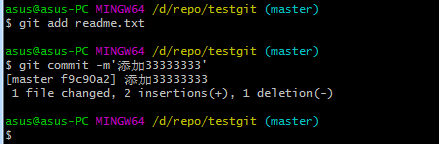 asus@asus-PC MINGW64 /d/repo/testgit (master)
$ git add readme.txt
asus@asus-PC MINGW64 /d/repo/testgit (master)
$ git commit -m'添加33333333'
[master f9c90a2] 添加33333333
 1 file changed, 2 insertions(+), 1 deletion(-)
asus@asus-PC MINGW64 /d/repo/testgit (master)
$